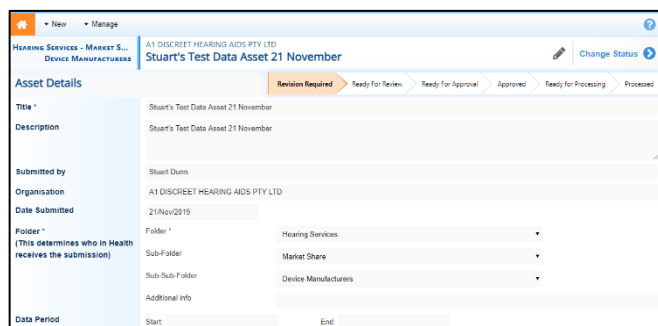 New Manage
HEARING SERVICES - MARKET S...
DEVICE MANUFACTURERS
A1 DISCREET HEARING AIDS PTY LTD
Stuart's Test Data Asset 21 November
Change Status
Asset Details
Revision Required Ready For Review Ready For Approval Approved Ready for Processing Processed
Title * Stuart's Test Data Asset 21 November
Description Stuart's Test Data Asset 21 November
Submitted by Stuart Dunn
Organisation A1 DISCREET HEARING AIDS PTY LTD
Date Submitted 21/Nov/2019
Folder * Folder * Hearing Services
(This determines who in Health
receives the submission)
Sub-Folder Market Share
Sub-Sub-Folder Device Manufacturers
Additional info
Data Period Start End